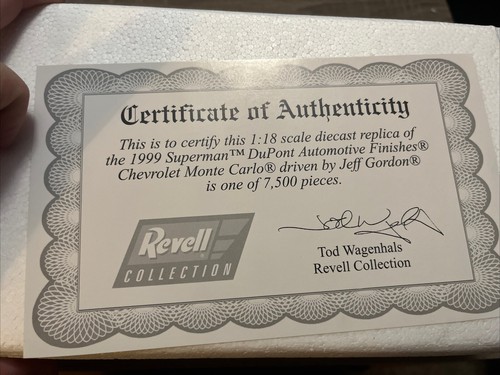 Certificate of Authenticity
This is to certify this 1:18 scale diecast replica of
the 1999 Superman™ DuPont Automotive Finishes®
Chevrolet Monte Carlo® driven by Jeff Gordon®
is one of 7,500 pieces.
Revell
COLLECTION
Tod Wagenhals
Revell Collection